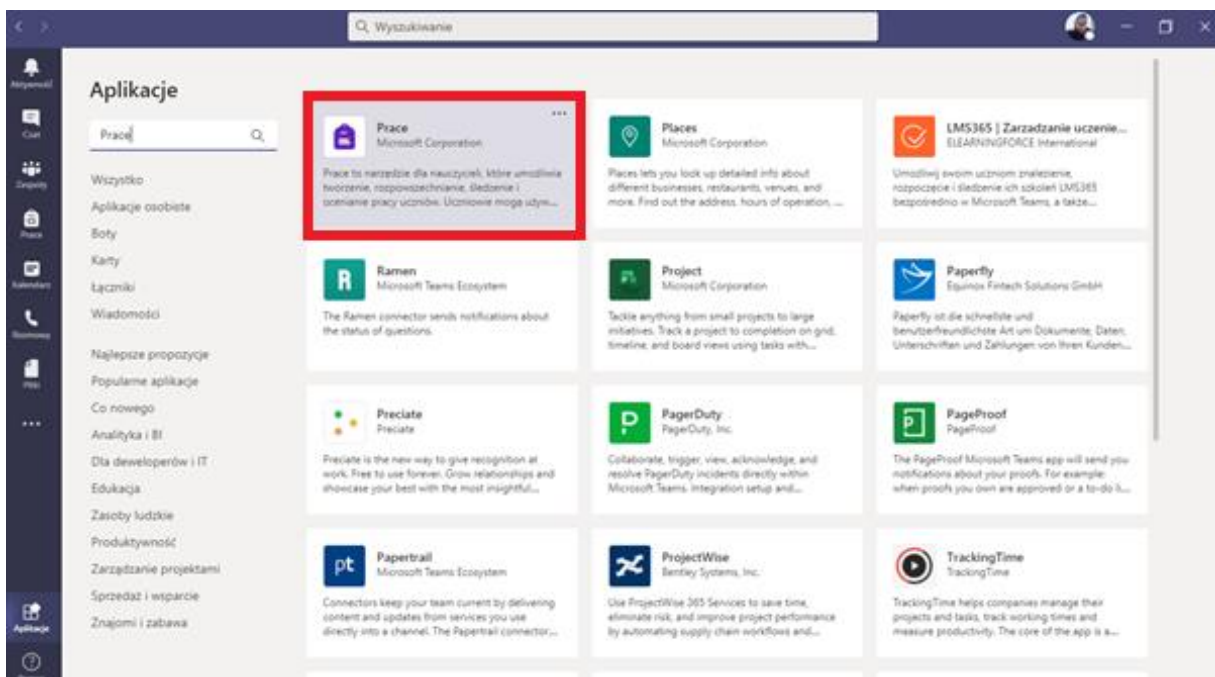 Wyszukiwanie
Aktywność
Czat
Zespoły
Prace
Kalendarz
Rozmowy
Pliki
Aplikacje
Aplikacje
Prace
Wszystko
Aplikacje osobiste
Boty
Karty
Łączniki
Wiadomości
Najlepsze propozycje
Popularne aplikacje
Co nowego
Analityka i BI
Dla deweloperów i IT
Edukacja
Zasoby ludzkie
Produktywność
Zarządzanie projektami
Sprzedaż i wsparcie
Znajomi i zabawa
Prace
Microsoft Corporation
Prace to narzędzie dla nauczycieli, które umożliwia
tworzenie, rozpowszechnianie, śledzenie i
ocenianie pracy uczniów. Uczniowie mogą używ...
Places
Microsoft Corporation
Places lets you look up detailed info about
different businesses, restaurants, venues, and
more. Find out the address, hours of operation, ...
LMS365 | Zarzadzanie uczenie...
ELEARNINGFORCE International
Umożliwij swoim uczniom znalezienie,
rozpoczęcie i śledzenie ich szkoleń LMS365
bezpośrednio w Microsoft Teams, a także...
R
Ramen
Microsoft Teams Ecosystem
The Ramen connector sends notifications about
the status of questions.
Project
Microsoft Corporation
Tackle anything from small projects to large
initiatives. Track a project to completion on grid,
timeline, and board views using tasks with...
Paperfly
Equinox Fintech Solutions GmbH
Paperfly ist die schnellste und
benutzerfreundlichste Art um Dokumente, Daten,
Unterschriften und Zahlungen von Ihren Kunden...
Preciate
Preciate
Preciate is the new way to give recognition at
work. Free to use forever. Grow relationships and
showcase your best with the most insightful...
P
PagerDuty
PagerDuty, Inc.
Collaborate, trigger, view, acknowledge, and
resolve PagerDuty incidents directly within
Microsoft Teams. Integration setup and...
p
PageProof
PageProof
The PageProof Microsoft Teams app will send you
notifications about your proofs. For example:
when proofs you own are approved or a to-do li...
pt
Papertrail
Microsoft Teams Ecosystem
Connectors keep your team current by delivering
content and updates from services you use
directly into a channel. The Papertrail connector...
ProjectWise
Bentley Systems, Inc.
Use ProjectWise 365 Services to save time,
eliminate risk, and improve project performance
by automating supply chain workflows and...
TrackingTime
TrackingTime
TrackingTime helps companies manage their
projects and tasks, track working times and
measure productivity. The core of the app is a...